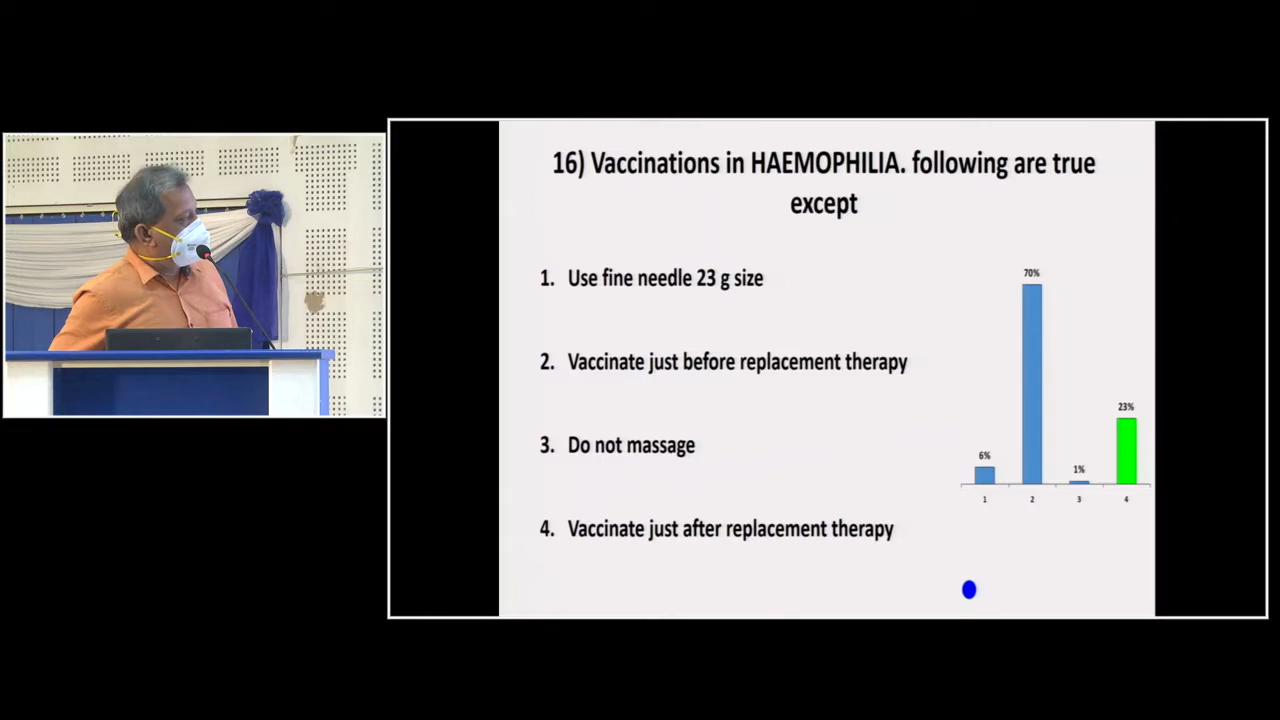 16) Vaccinations in HAEMOPHILIA. following are true
except
1. Use fine needle 23 g size
2. Vaccinate just before replacement therapy
3. Do not massage
4. Vaccinate just after replacement therapy
70%
23%
6%
1%
1 2 3 4